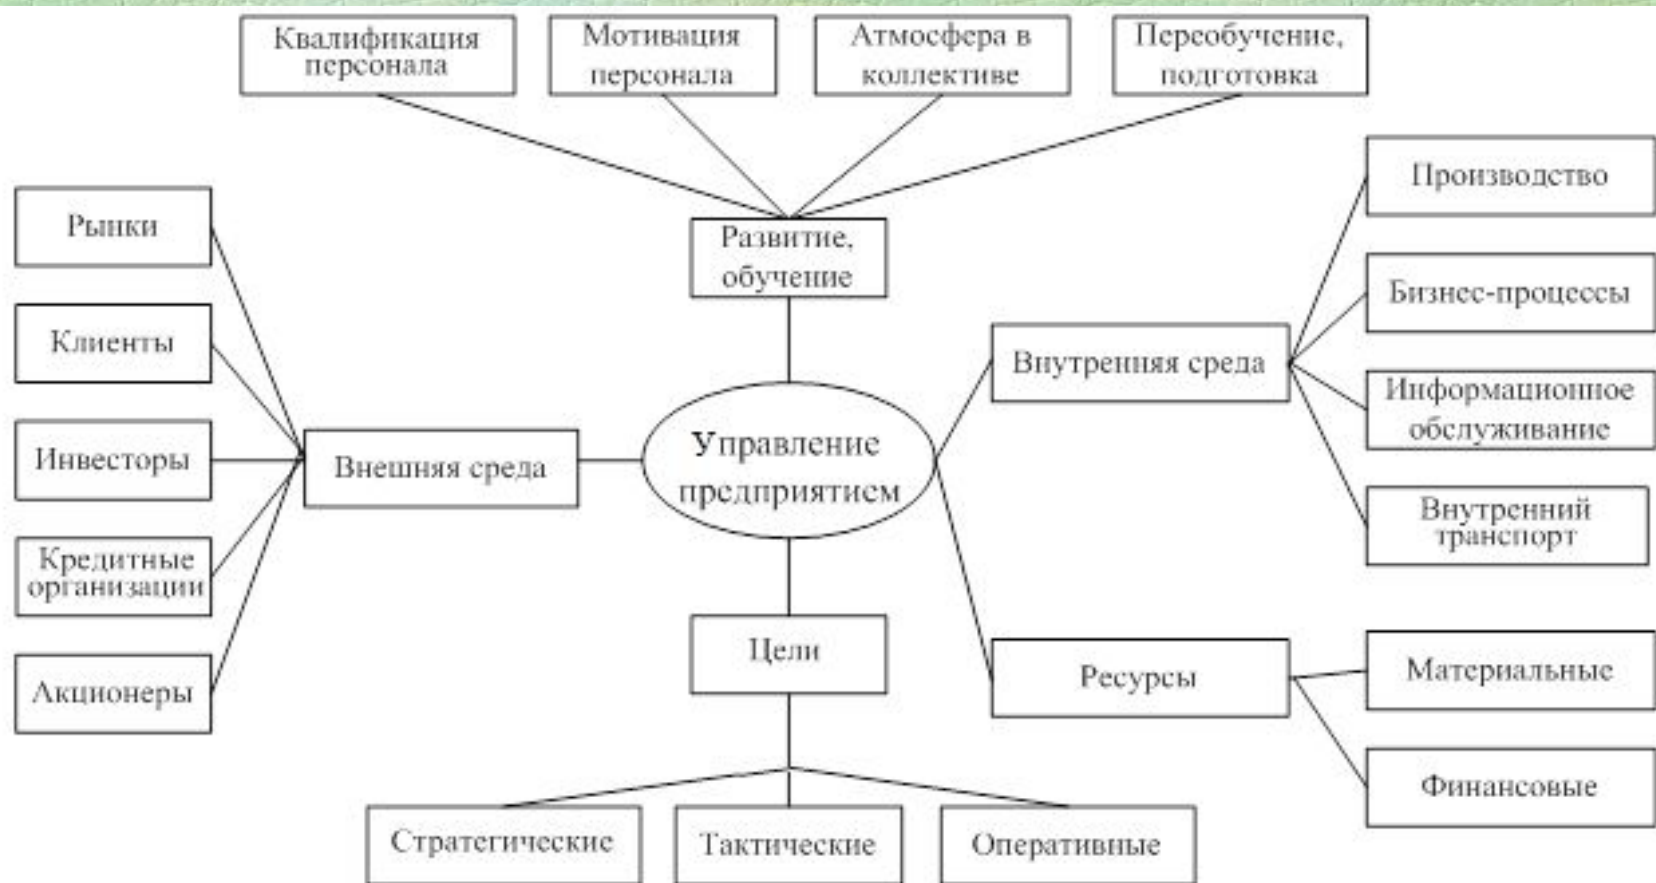 Квалификация
персонала
Мотивация
персонала
Атмосфера в
коллективе
Переобучение,
подготовка
Развитие,
обучение
Рынки
Клиенты
Инвесторы
Кредитные
организации
Акционеры
Внешняя среда
Управление
предприятием
Внутренняя среда
Производство
Бизнес-процессы
Информационное
обслуживание
Внутренний
транспорт
Ресурсы
Материальные
Финансовые
Цели
Стратегические
Тактические
Оперативные